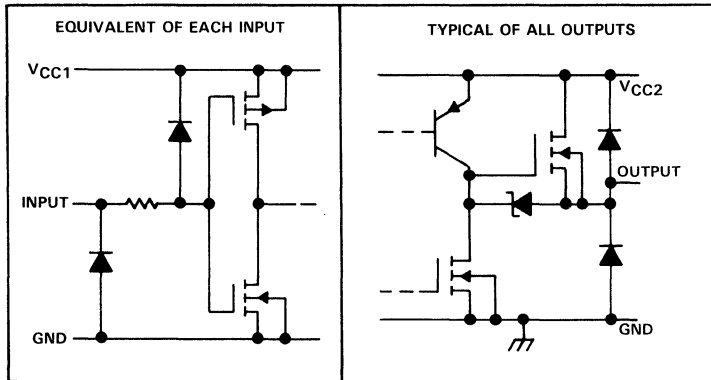 EQUIVALENT OF EACH INPUT
VCC1
INPUT
GND
TYPICAL OF ALL OUTPUTS
VCC2
OUTPUT
GND